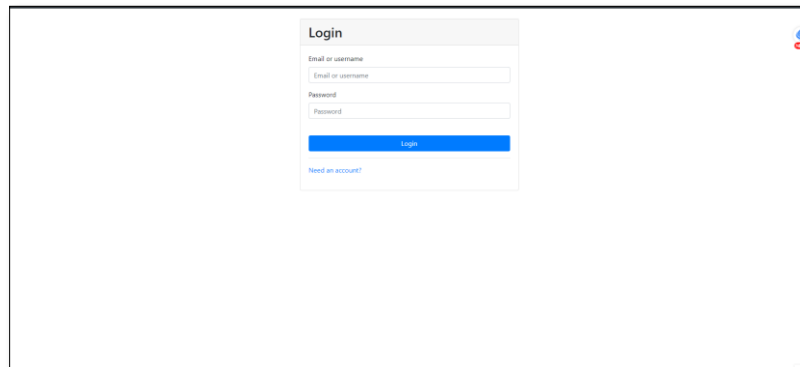 Login
Email or username
Email or username
Password
Password
Login
Need an account?